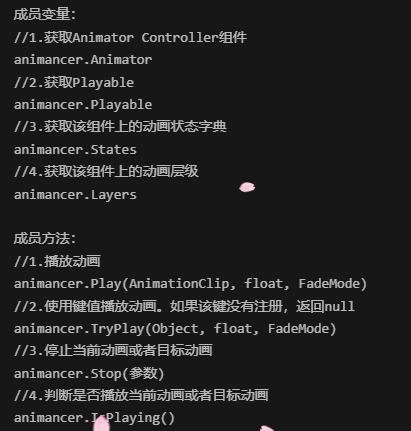 成员变量:
//1.获取Animator Controller组件
animancer.Animator
//2.获取Playable
animancer.Playable
//3.获取该组件上的动画状态字典
animancer.States
//4.获取该组件上的动画层级
animancer.Layers
成员方法:
//1.播放动画
animancer.Play(AnimationClip, float, FadeMode)
//2.使用键值播放动画。如果该键没有注册，返回null
animancer.TryPlay(Object, float, FadeMode)
//3.停止当前动画或者目标动画
animancer.Stop(参数)
//4.判断是否播放当前动画或者目标动画
animancer.IsPlaying()